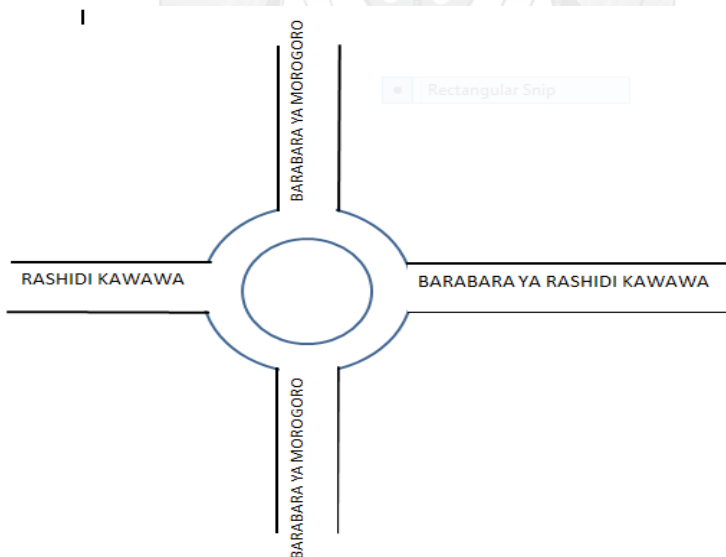 BARABARA YA MOROGORO
Rectangular Snip
RASHIDI KAWAWA
BARABARA YA RASHIDI KAWAWA
BARABARA YA MOROGORO